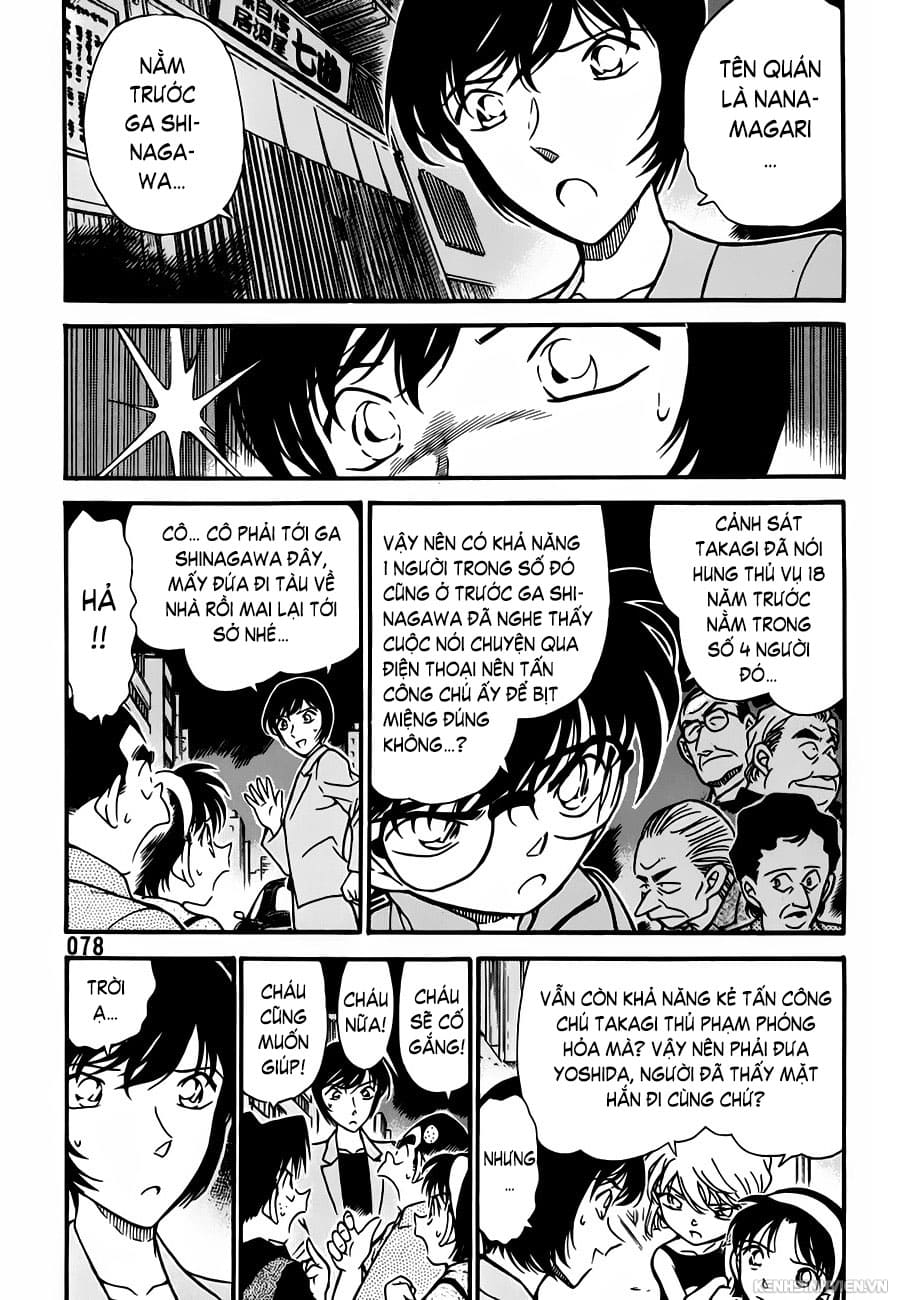 TÊN QUÁN
LÀ NANA-
MAGARI
...
自慢
居酒屋
七曲
NẰM
TRƯỚC
GA SHI-
NAGA-
WA...
CẢNH SÁT
TAKAGI ĐÃ NÓI
HUNG THỦ VỤ 18
NĂM TRƯỚC
NẰM TRONG
SỐ 4 NGƯỜI
ĐÓ...
VẬY NÊN CÓ KHẢ NĂNG
1 NGƯỜI TRONG SỐ ĐÓ
CŨNG Ở TRƯỚC GA SHI-
NAGAWA ĐÃ NGHE THẤY
CUỘC NÓI CHUYỆN QUA
ĐIỆN THOẠI NÊN TẤN
CÔNG CHÚ ẤY ĐỂ BỊT
MIỆNG ĐÚNG
KHÔNG...?
CÔ... CÔ PHẢI TỚI GA
SHINAGAWA ĐÂY,
MẤY ĐỨA ĐI TÀU VỀ
NHÀ RỒI MAI LẠI TỚI
SỞ NHÉ...
HẢ
!!
078
VẪN CÒN KHẢ NĂNG KẺ TẤN CÔNG
CHÚ TAKAGI THỦ PHẠM PHÓNG
HỎA MÀ? VẬY NÊN PHẢI ĐƯA
YOSHIDA, NGƯỜI ĐÃ THẤY MẶT
HẮN ĐI CÙNG CHỨ?
NHƯNG
...
CHÁU
SẼ CỐ
GẮNG!
CHÁU
NỮA!
CHÁU
CŨNG
MUỐN
GIÚP!
TRỜI
Ạ...
KENHSINHVIEN.VN